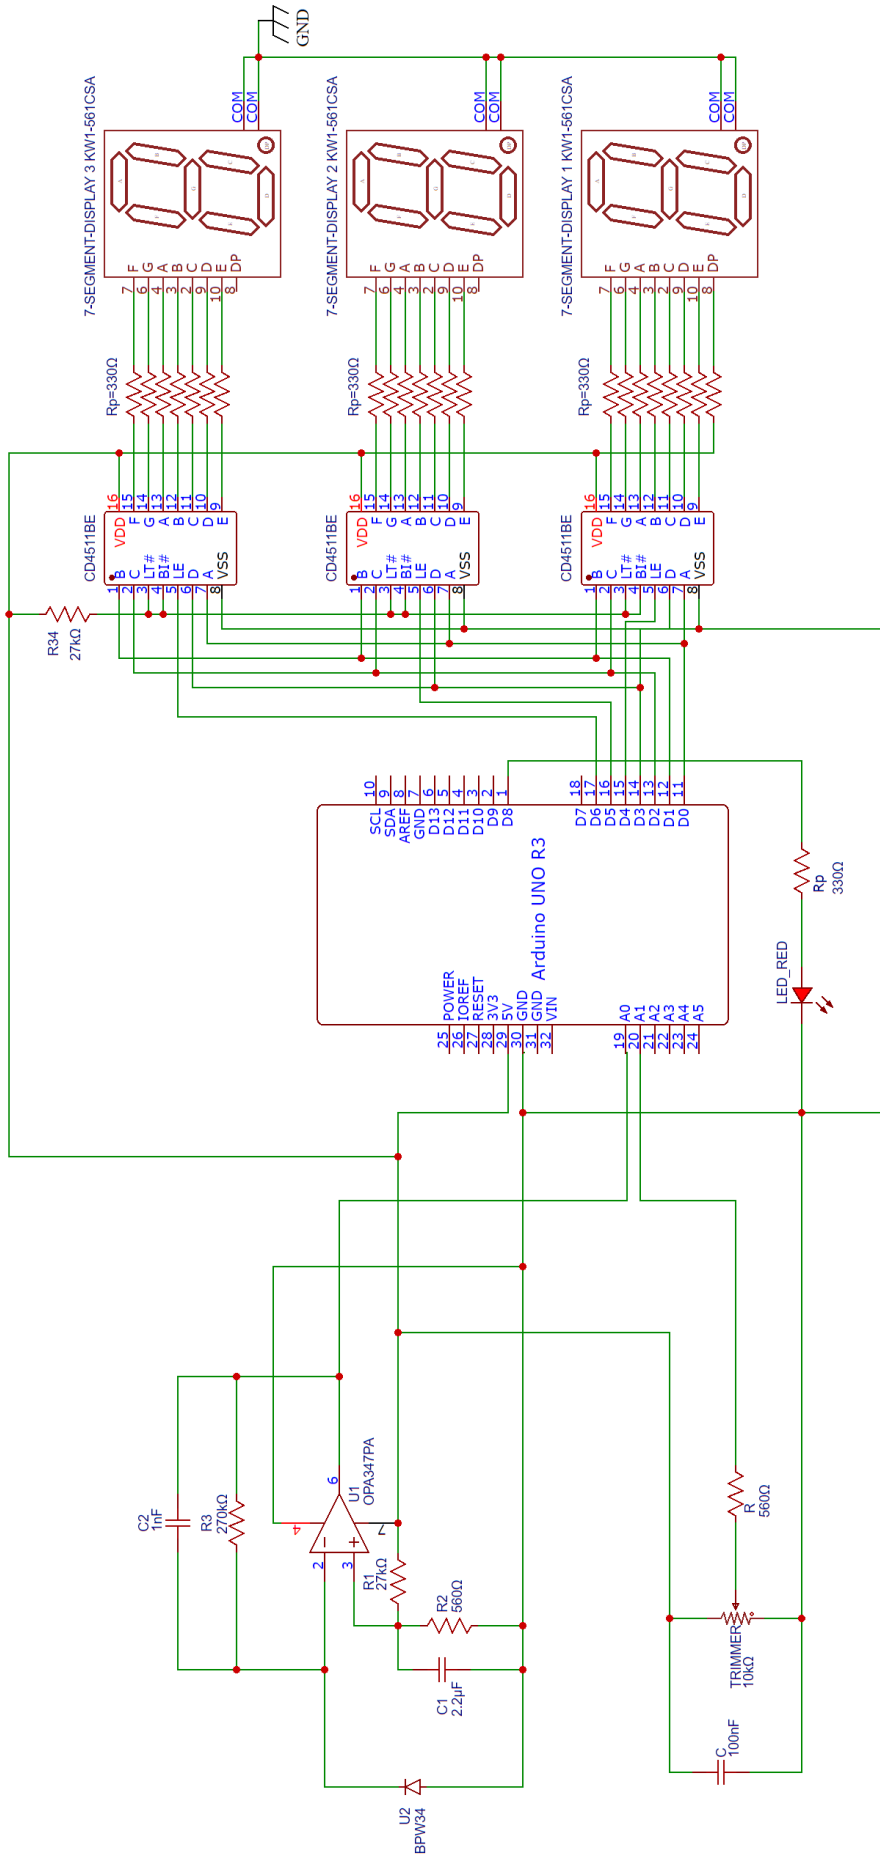 GND
7-SEGMENT-DISPLAY 3 KW1-561CSA
COM
COM
A
B
C
D
E
F
G
DP
7 F
6 G
4 A
3 B
2 C
9 D
10 E
8 DP
7-SEGMENT-DISPLAY 2 KW1-561CSA
COM
COM
A
B
C
D
E
F
G
DP
7 F
6 G
4 A
3 B
2 C
9 D
10 E
8 DP
7-SEGMENT-DISPLAY 1 KW1-561CSA
COM
COM
A
B
C
D
E
F
G
DP
7 F
6 G
4 A
3 B
2 C
9 D
10 E
8 DP
Rp=330Ω
Rp=330Ω
Rp=330Ω
CD4511BE
16 VDD
15 F
14 G
13 A
12 B
11 C
10 D
9 E
1 B
2 C
3 LT#
4 BI#
5 LE
6 D
7 A
8 VSS
CD4511BE
16 VDD
15 F
14 G
13 A
12 B
11 C
10 D
9 E
1 B
2 C
3 LT#
4 BI#
5 LE
6 D
7 A
8 VSS
CD4511BE
16 VDD
15 F
14 G
13 A
12 B
11 C
10 D
9 E
1 B
2 C
3 LT#
4 BI#
5 LE
6 D
7 A
8 VSS
R34
27kΩ
10 SCL
9 SDA
8 AREF
7 GND
6 D13
5 D12
4 D11
3 D10
2 D9
1 D8
18 D7
17 D6
16 D5
15 D4
14 D3
13 D2
12 D1
11 D0
Arduino UNO R3
25 POWER
26 IOREF
27 RESET
28 3V3
29 5V
30 GND
31 GND
32 VIN
19 A0
20 A1
21 A2
22 A3
23 A4
24 A5
Rp
330Ω
LED_RED
C2
1nF
R3
270kΩ
U1
OPA347PA
6
4
7
2
3
R1
27kΩ
R2
560Ω
C1
2.2µF
U2
BPW34
R
560Ω
TRIMMER
10kΩ
C
100nF